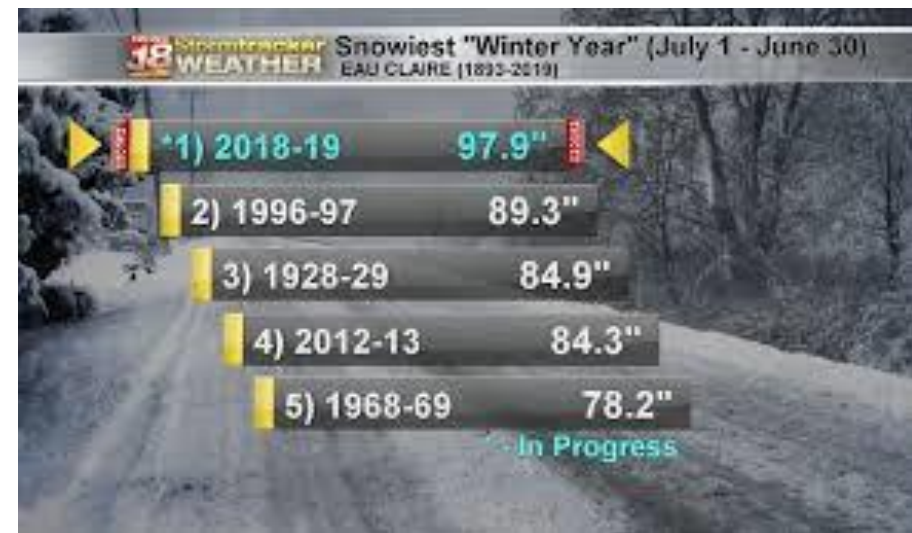 18 Stormtracker WEATHER
Snowiest "Winter Year" (July 1 - June 30)
EAU CLAIRE (1893-2019)
*1) 2018-19 97.9"
2) 1996-97 89.3"
3) 1928-29 84.9"
4) 2012-13 84.3"
5) 1968-69 78.2"
* - In Progress